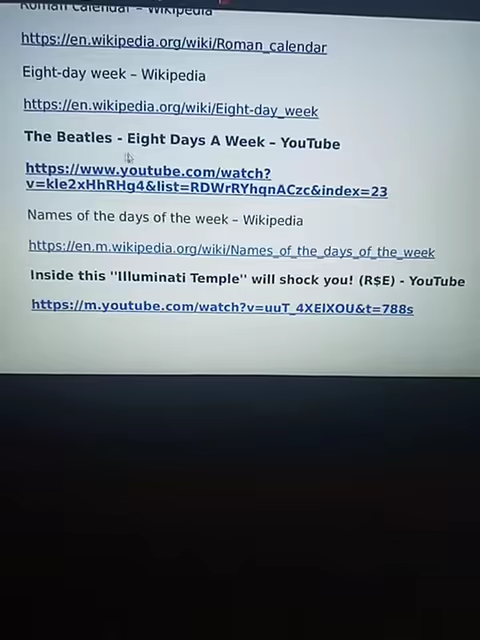 Roman Calendar – Wikipedia
https://en.wikipedia.org/wiki/Roman_calendar
Eight-day week – Wikipedia
https://en.wikipedia.org/wiki/Eight-day_week
The Beatles - Eight Days A Week – YouTube
https://www.youtube.com/watch?
v=kle2xHhRHg4&list=RDWrRYhqnACzc&index=23
Names of the days of the week – Wikipedia
https://en.m.wikipedia.org/wiki/Names_of_the_days_of_the_week
Inside this "Illuminati Temple" will shock you! (R$E) - YouTube
https://m.youtube.com/watch?v=uuT_4XEIXOU&t=788s